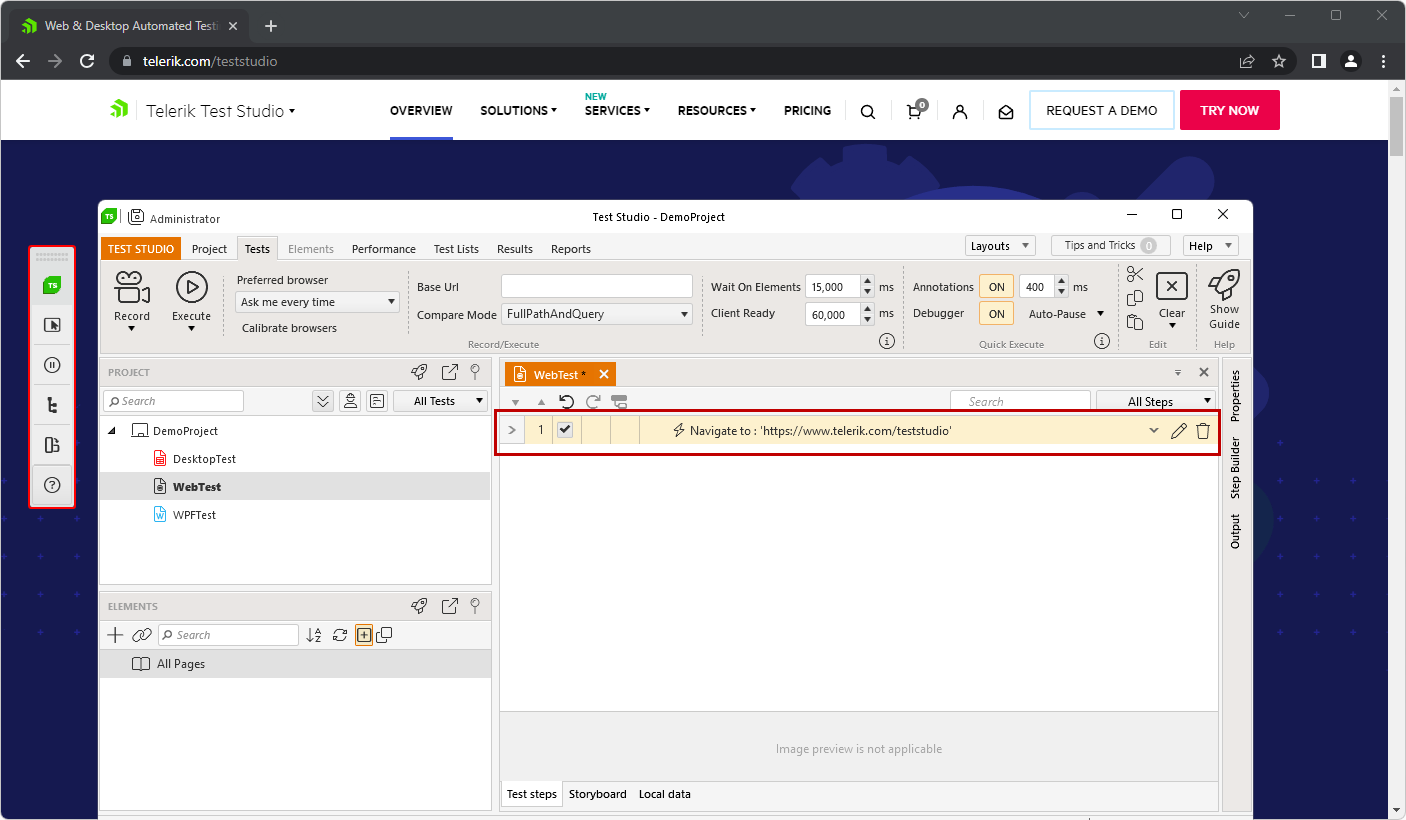 Web & Desktop Automated Testi
telerik.com/teststudio
Telerik Test Studio
OVERVIEW
SOLUTIONS
NEW
SERVICES
RESOURCES
PRICING
0
REQUEST A DEMO
TRY NOW
TS
Administrator
Test Studio - DemoProject
TEST STUDIO
Project
Tests
Elements
Performance
Test Lists
Results
Reports
Layouts
Tips and Tricks 0
Help
Record
Execute
Preferred browser
Ask me every time
Calibrate browsers
Base Url
Compare Mode FullPathAndQuery
Record/Execute
Wait On Elements 15,000 ms
Client Ready 60,000 ms
Annotations ON 400 ms
Debugger ON Auto-Pause
Quick Execute
Clear
Edit
Show
Guide
Help
TS
PROJECT
Search
All Tests
DemoProject
DesktopTest
WebTest
WPFTest
ELEMENTS
Search
All Pages
WebTest *
Search
All Steps
1 Navigate to : 'https://www.telerik.com/teststudio'
Image preview is not applicable
Test steps
Storyboard
Local data
Properties
Step Builder
Output